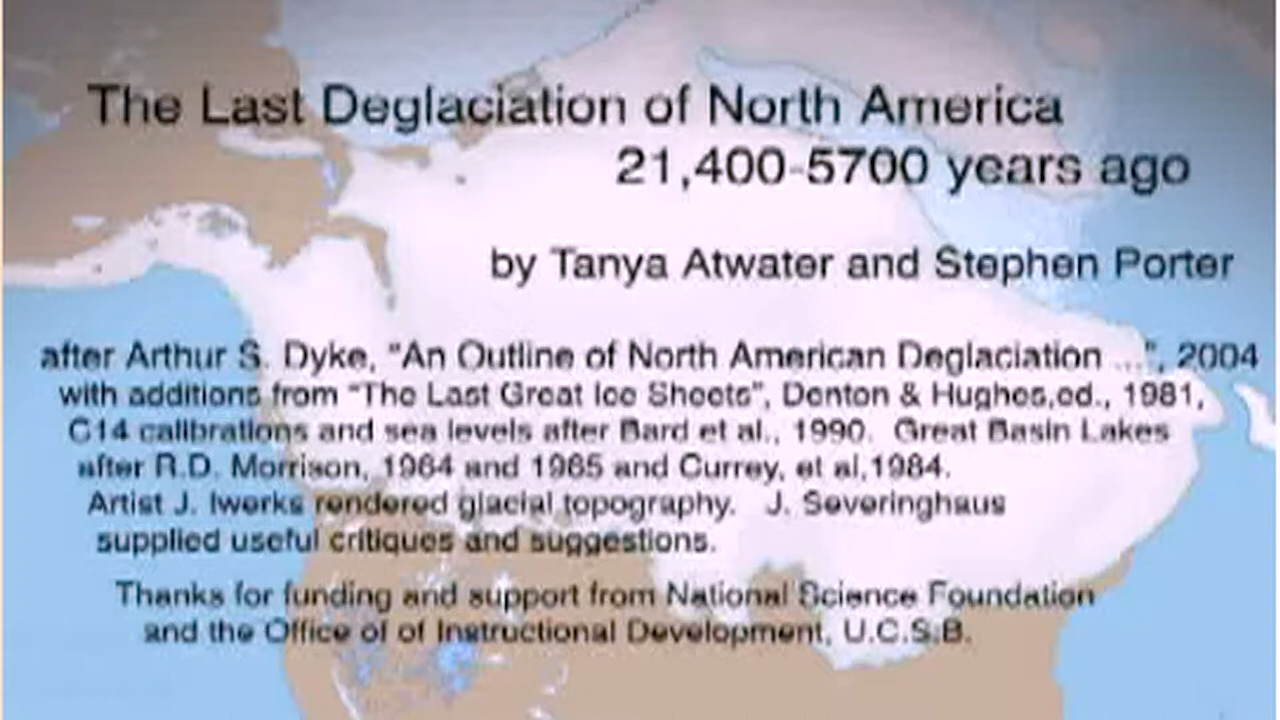 The Last Deglaciation of North America
21,400-5700 years ago
by Tanya Atwater and Stephen Porter
after Arthur S. Dyke, "An Outline of North American Deglaciation ...", 2004
with additions from "The Last Great Ice Sheets", Denton & Hughes,ed., 1981,
C14 calibrations and sea levels after Bard et al., 1990. Great Basin Lakes
after R.D. Morrison, 1964 and 1965 and Currey, et al,1984.
Artist J. Iwerks rendered glacial topography. J. Severinghaus
supplied useful critiques and suggestions.
Thanks for funding and support from National Science Foundation
and the Office of of Instructional Development, U.C.S.B.